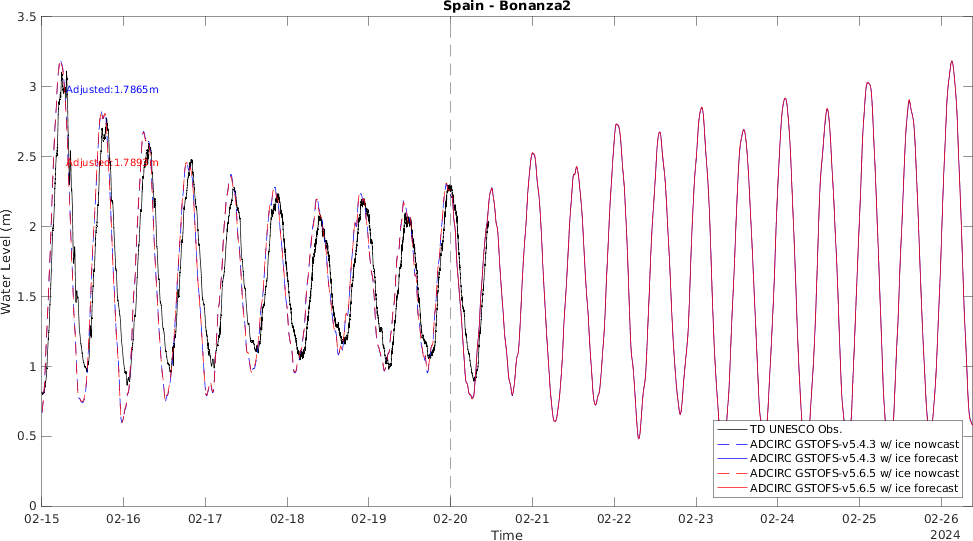 Spain - Bonanza2
Water Level (m)
3.5
3
2.5
2
1.5
1
0.5
0
Adjusted:1.7865m
Adjusted:1.7895m
TD UNESCO Obs.
ADCIRC GSTOFS-v5.4.3 w/ ice nowcast
ADCIRC GSTOFS-v5.4.3 w/ ice forecast
ADCIRC GSTOFS-v5.6.5 w/ ice nowcast
ADCIRC GSTOFS-v5.6.5 w/ ice forecast
02-15 02-16 02-17 02-18 02-19 02-20 02-21 02-22 02-23 02-24 02-25 02-26
Time
2024